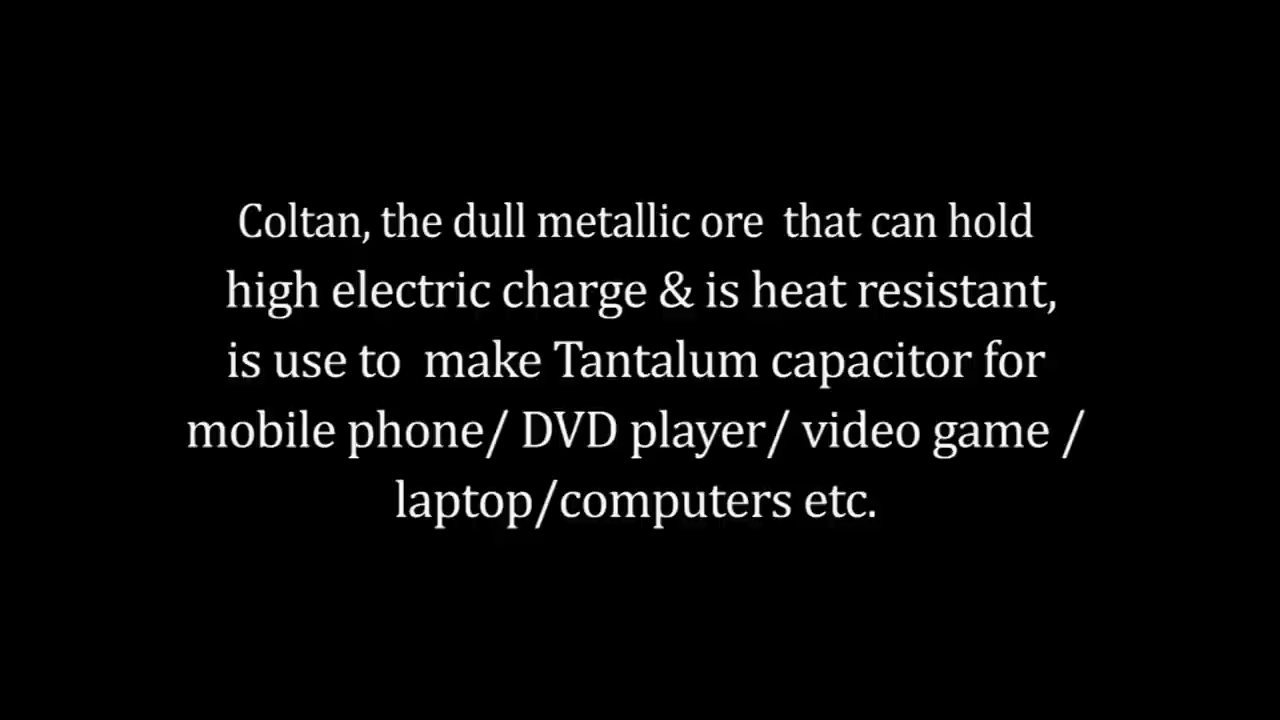 Coltan, the dull metallic ore  that can hold
high electric charge & is heat resistant,
is use to  make Tantalum capacitor for
mobile phone/ DVD player/ video game /
laptop/computers etc.